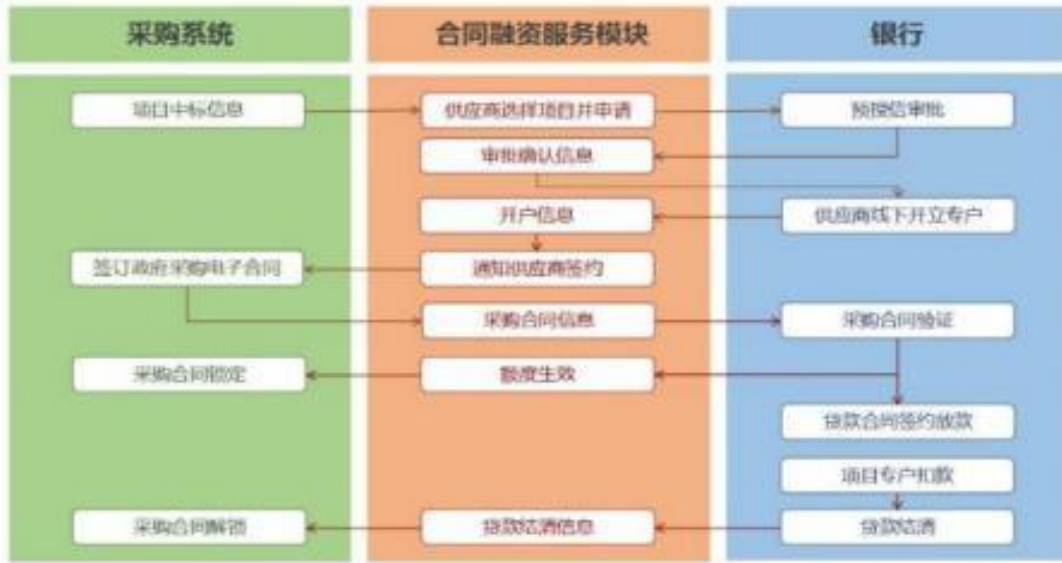 采购系统
合同融资服务模块
银行
项目中标信息
供应商选择项目并申请
预授信审批
审批确认信息
开户信息
供应商线下开立专户
签订政府采购电子合同
通知供应商签约
采购合同信息
采购合同验证
采购合同锁定
额度生效
贷款合同签约放款
项目专户扣款
采购合同解锁
贷款结清信息
贷款结清